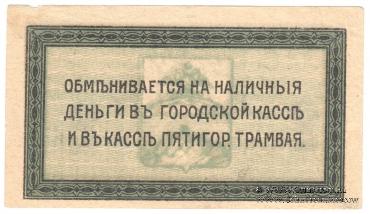 ОБМѢНИВАЕТСЯ НА НАЛИЧНЫЯ
ДЕНЬГИ ВЪ ГОРОДСКОЙ КАССѢ
И ВЪ КАССѢ ПЯТИГОР. ТРАМВАЯ.